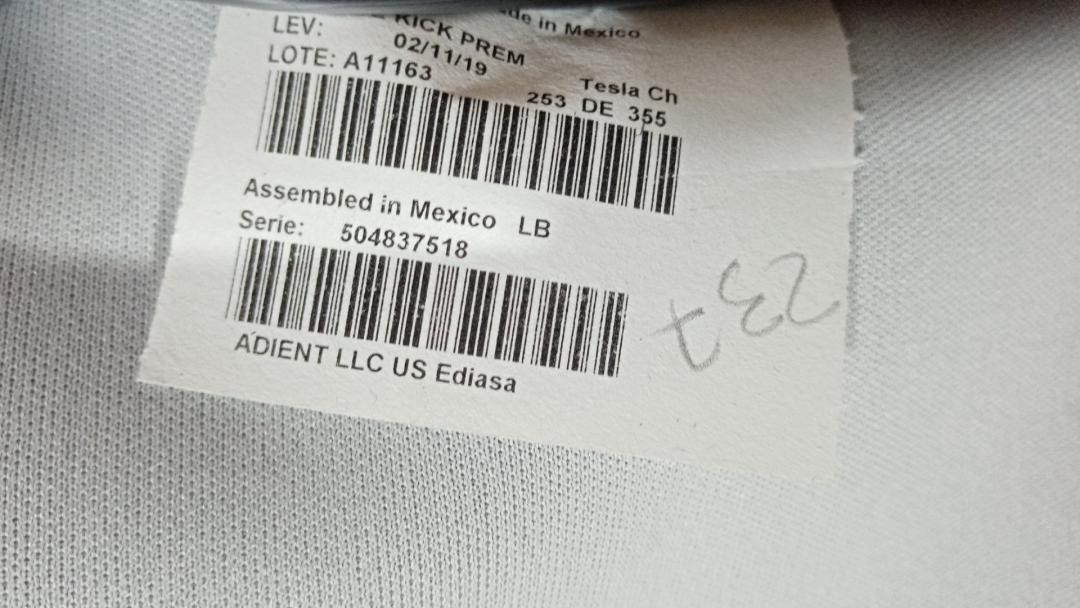 de in Mexico
KICK PREM
LEV: 02/11/19
Tesla Ch
LOTE: A11163 253 DE 355
Assembled in Mexico LB
Serie: 504837518
ADIENT LLC US Ediasa
237